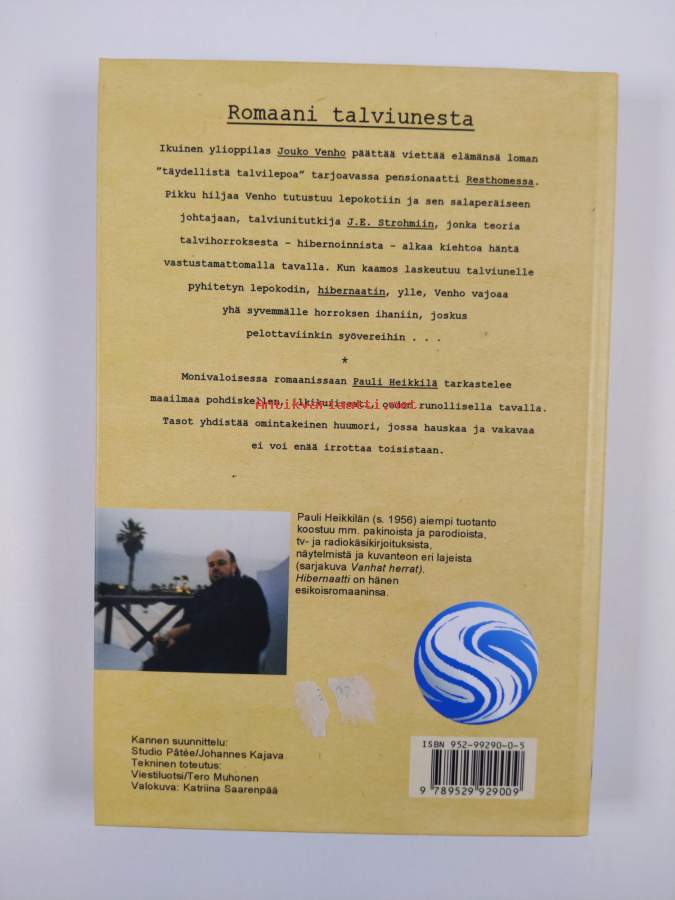 Romaani talviunesta
Ikuinen ylioppilas Jouko Venho päättää viettää elämänsä loman
"täydellistä talvilepoa" tarjoavassa pensionaatti Resthomessa.
Pikku hiljaa Venho tutustuu lepokotiin ja sen salaperäiseen
johtajaan, talviunitutkija J.E. Strohmiin, jonka teoria
talvihorroksesta - hibernoinnista - alkaa kiehtoa häntä
vastustamattomalla tavalla. Kun kaamos laskeutuu talviunelle
pyhitetyn lepokodin, hibernaatin, ylle, Venho vajoaa
yhä syvemmälle horroksen ihaniin, joskus
pelottaviinkin syövereihin . . .
*
Monivaloisessa romaanissaan Pauli Heikkilä tarkastelee
maailmaa pohdiskellen, ilkikurisesti, oudon runollisella tavalla.
Antikvariaatti.net
Tasot yhdistää omintakeinen huumori, jossa hauskaa ja vakavaa
ei voi enää irrottaa toisistaan.
Pauli Heikkilän (s. 1956) aiempi tuotanto
koostuu mm. pakinoista ja parodioista,
tv- ja radiokäsikirjoituksista,
näytelmistä ja kuvanteon eri lajeista
(sarjakuva Vanhat herrat).
Hibernaatti on hänen
esikoisromaaninsa.
Kannen suunnittelu:
Studio Pâtée/Johannes Kajava
Tekninen toteutus:
Viestiluotsi/Tero Muhonen
Valokuva: Katriina Saarenpää
ISBN 952-99290-0-5
9 789529 929009